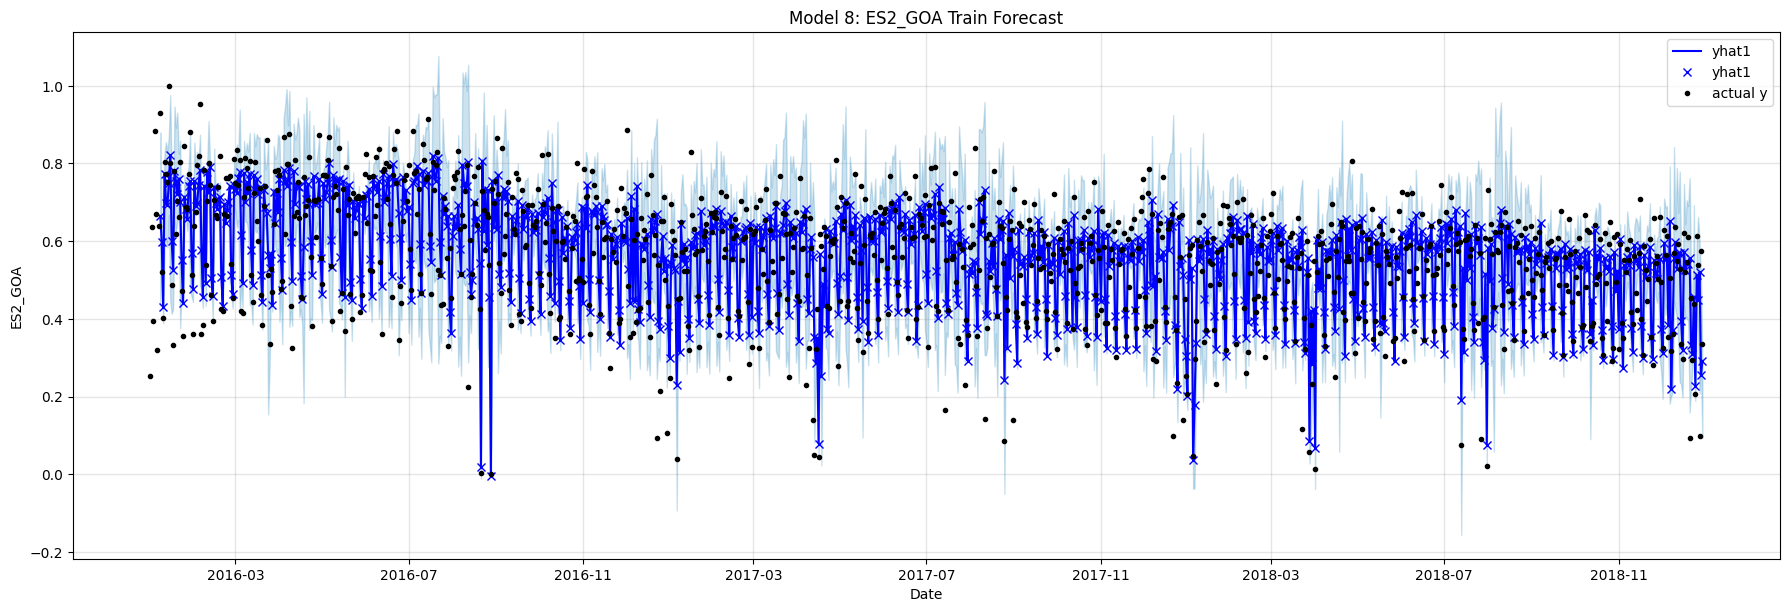 Model 8: ES2_GOA Train Forecast
yhat1
yhat1
actual y
ES2_GOA
1.0
0.8
0.6
0.4
0.2
0.0
−0.2
2016-03
2016-07
2016-11
2017-03
2017-07
2017-11
2018-03
2018-07
2018-11
Date